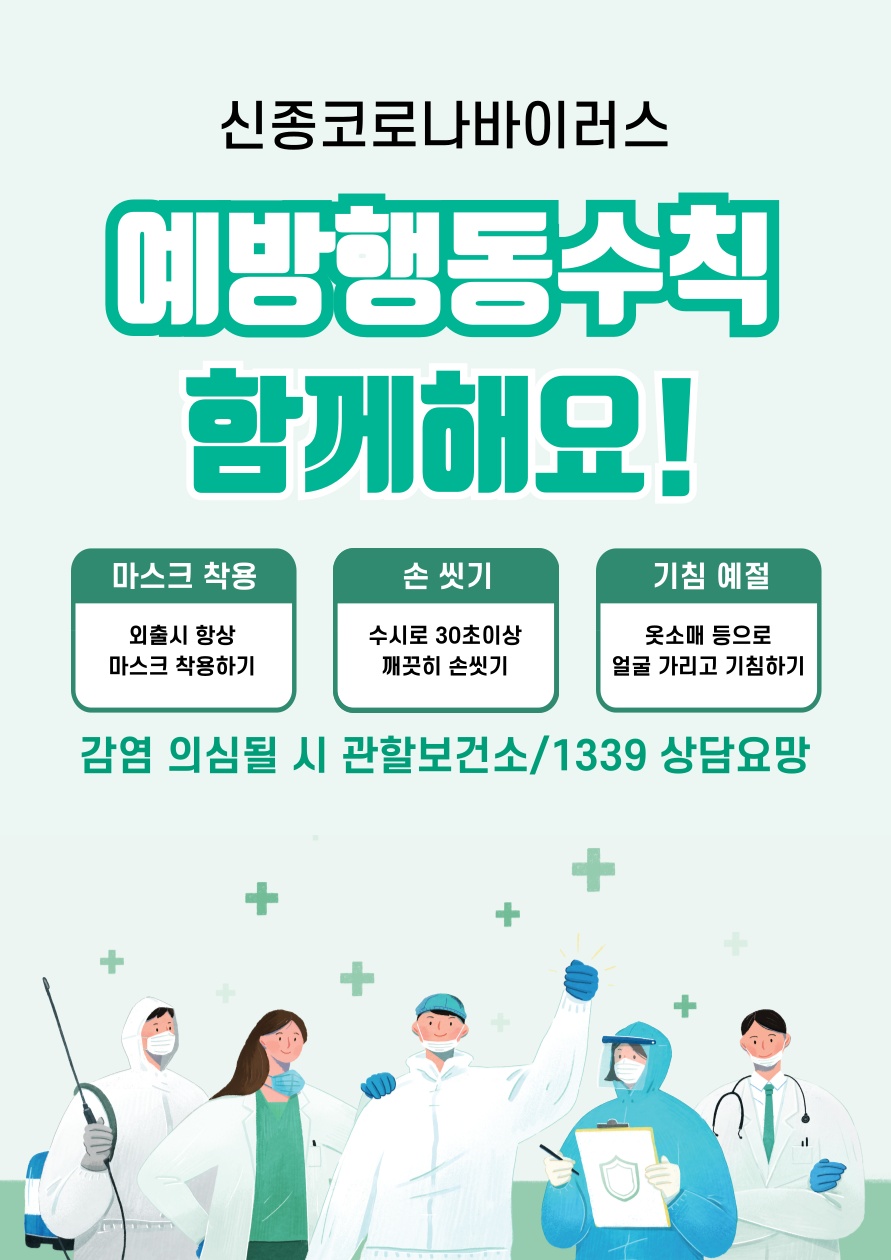 신종코로나바이러스
예방행동수칙
함께해요!
마스크 착용
외출시 항상
마스크 착용하기
손 씻기
수시로 30초이상
깨끗히 손씻기
기침 예절
옷소매 등으로
얼굴 가리고 기침하기
감염 의심될 시 관할보건소/1339 상담요망